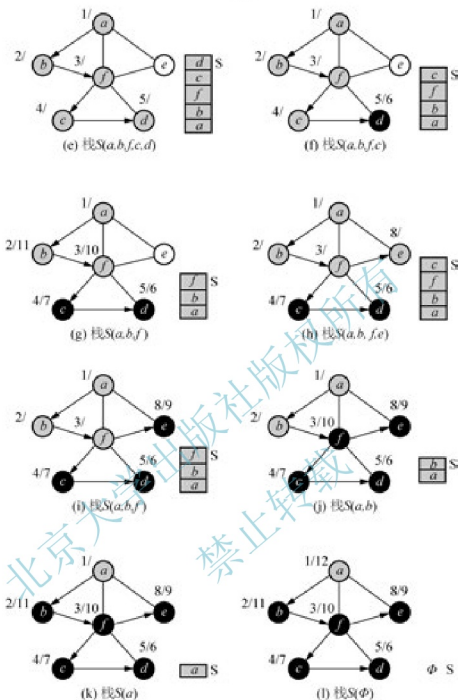 1/
1/
a
a
2/
3/
d S
2/
3/
c S
b
f
e
c
b
f
e
f
4/
5/
f
4/
5/6
b
c
d
b
a
c
d
a
(e) 栈S(a,b,f,c,d)
(f) 栈S(a,b,f,c)
1/
1/
a
a
8/
2/11
3/10
2/
3/
b
f
e
b
f
e
c S
4/7
5/6
f S
4/7
5/6
f
b
b
c
d
a
c
d
a
(g) 栈S(a,b,f)
(h) 栈S(a,b, f,e)
1/
1/
a
a
8/9
8/9
2/
3/
2/
3/10
b
f
e
b
f
e
4/7
5/6
f S
4/7
5/6
b
b S
c
d
a
c
d
a
(i) 栈S(a,b,f)
(j) 栈S(a,b)
1/
1/12
a
a
8/9
8/9
2/11
3/10
2/11
3/10
b
f
e
b
f
e
4/7
5/6
4/7
5/6
c
d
a S
c
d
Φ S
(k) 栈S(a)
(l) 栈S(Φ)
北京大学出版社版权所有
禁止转载